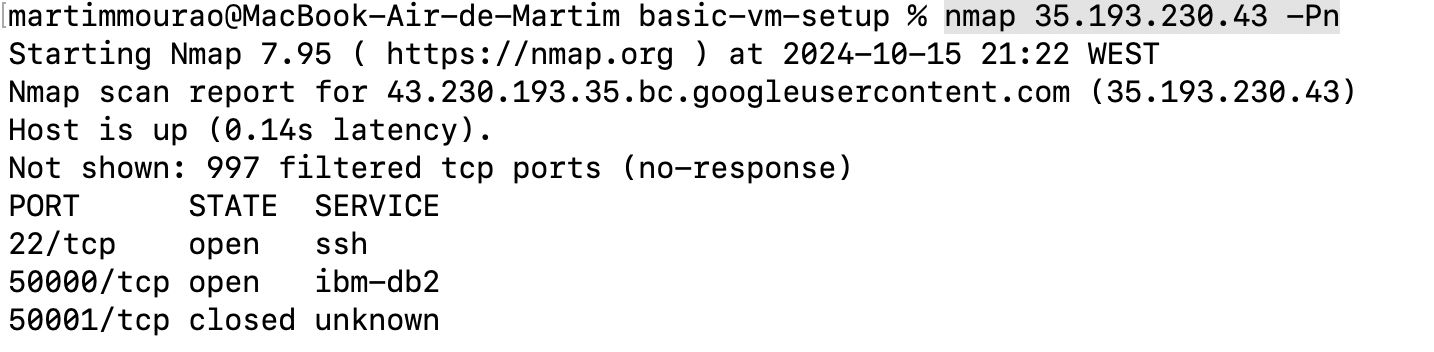 [martimmourao@MacBook-Air-de-Martim basic-vm-setup % nmap 35.193.230.43 -Pn
Starting Nmap 7.95 ( https://nmap.org ) at 2024-10-15 21:22 WEST
Nmap scan report for 43.230.193.35.bc.googleusercontent.com (35.193.230.43)
Host is up (0.14s latency).
Not shown: 997 filtered tcp ports (no-response)
PORT      STATE  SERVICE
22/tcp    open   ssh
50000/tcp open   ibm-db2
50001/tcp closed unknown